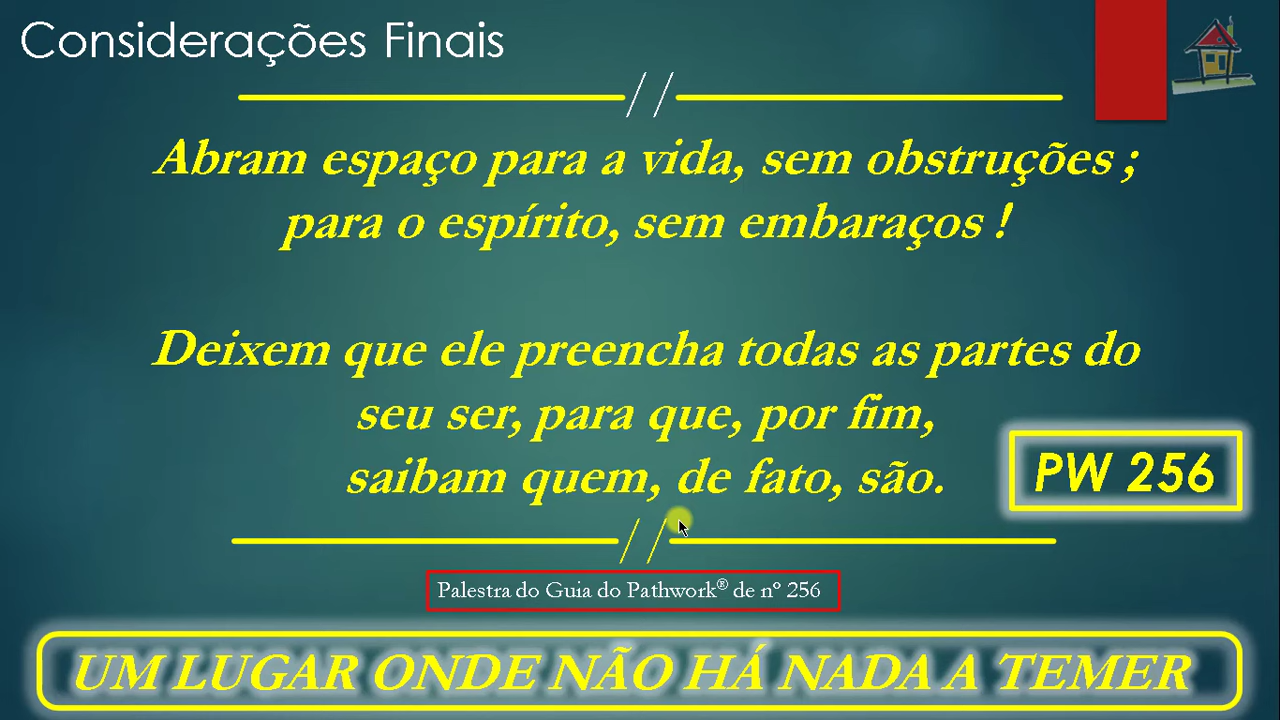 Considerações Finais
//
Abram espaço para a vida, sem obstruções ;
para o espírito, sem embaraços !
Deixem que ele preencha todas as partes do
seu ser, para que, por fim,
saibam quem, de fato, são.
PW 256
//
Palestra do Guia do Pathwork® de nº 256
UM LUGAR ONDE NÃO HÁ NADA A TEMER